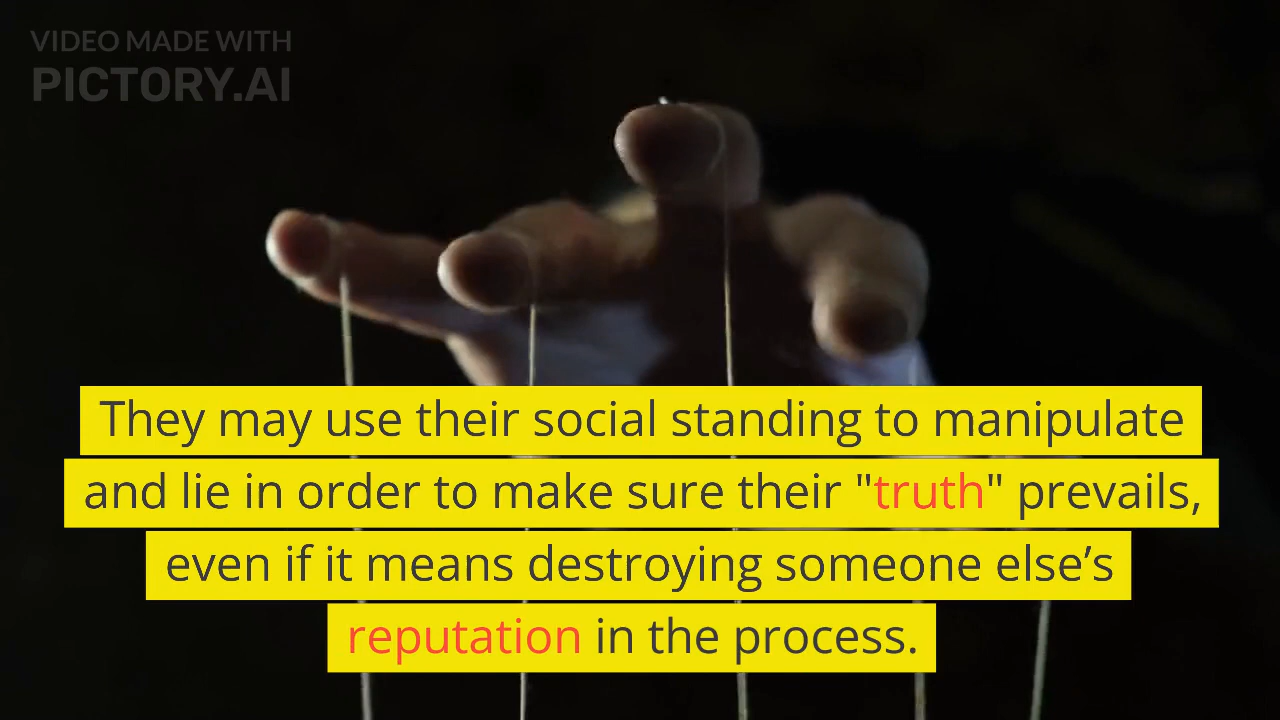 VIDEO MADE WITH
PICTORY.AI
They may use their social standing to manipulate
and lie in order to make sure their "truth" prevails,
even if it means destroying someone else’s
reputation in the process.